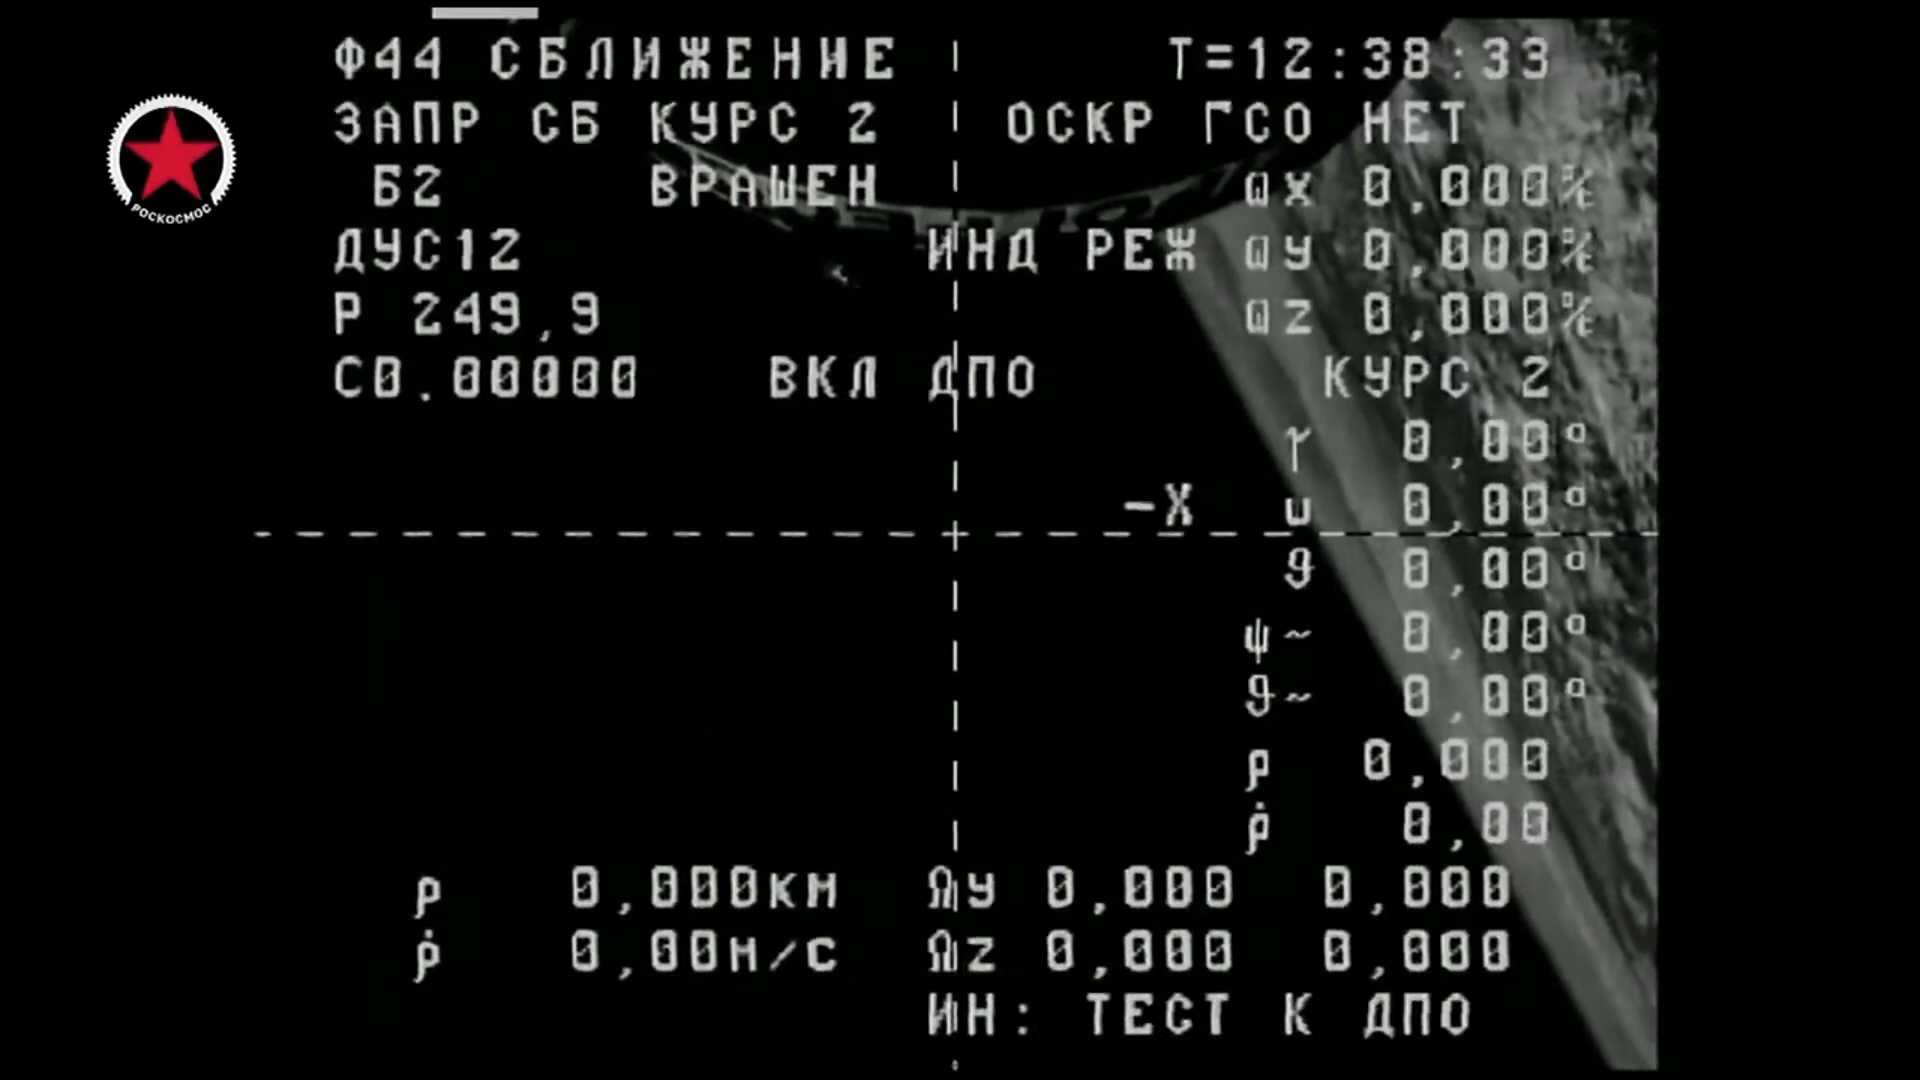 Ф44 СБЛИЖЕНИЕ T=12:38:33
ЗАПР СБ КУРС 2 ОСКР ГСО НЕТ
РОСКОСМОС
Б2 ВРАШЕН ωx 0,000°/с
ДУС12 ИНД РЕЖ ωy 0,000°/с
Р 249,9 ωz 0,000°/с
С0.00000 ВКЛ ДПО КУРС 2
γ 0,00°
-X ш 0,00°
ϑ 0,00°
ψ~ 0,00°
ϑ~ 0,00°
ρ 0,000
ρ̇ 0,00
ρ 0,000км Ωy 0,000 0,000
ρ̇ 0,00м/с Ωz 0,000 0,000
ИН: ТЕСТ К ДПО